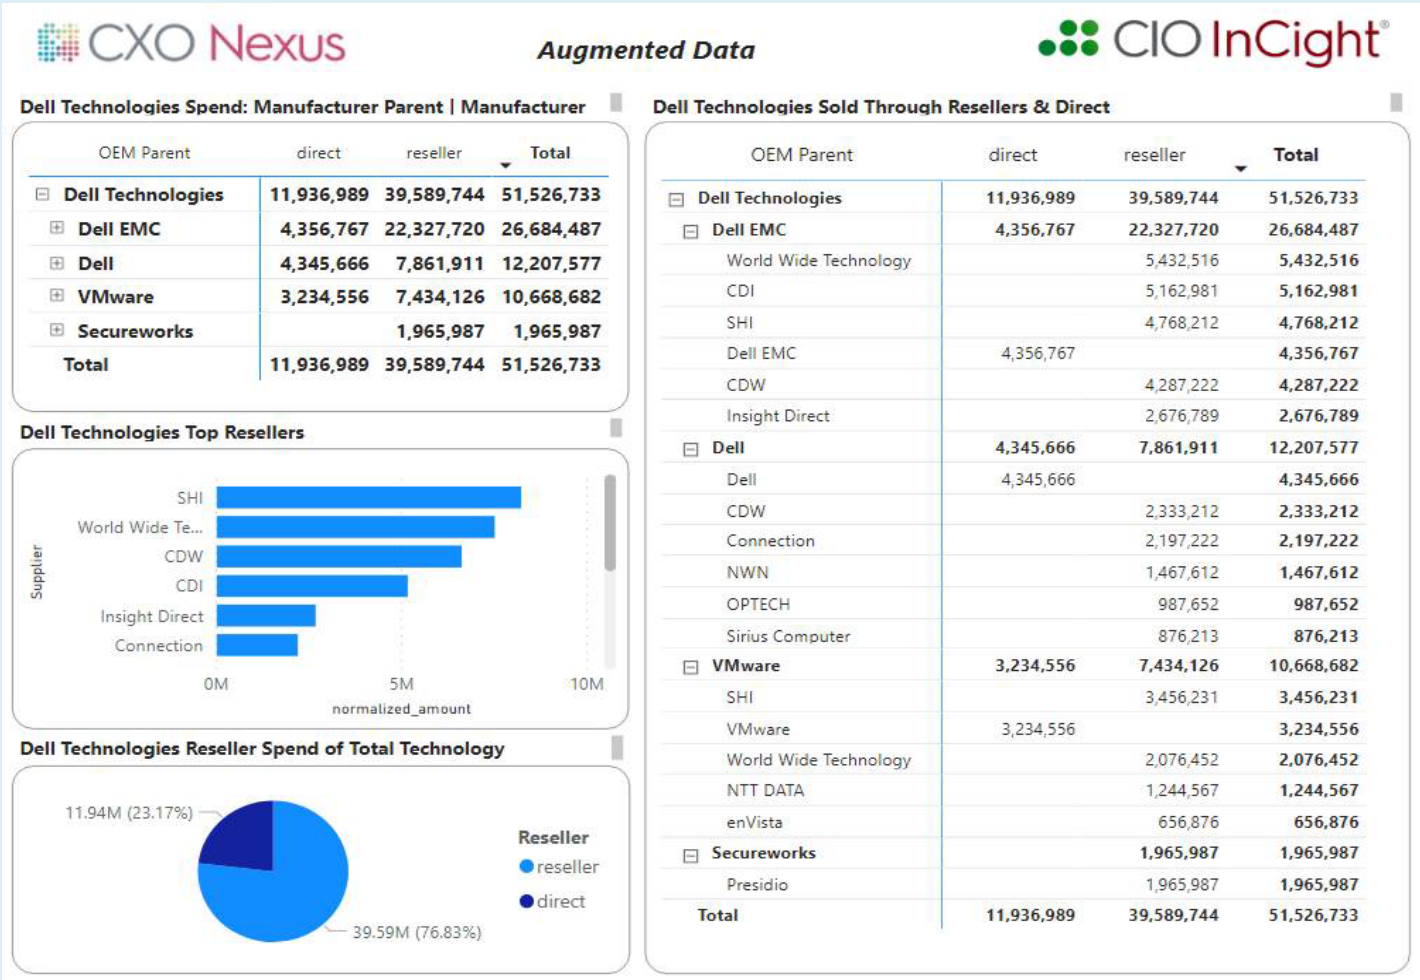 CXO Nexus
Augmented Data
CIO InCight®
Dell Technologies Spend: Manufacturer Parent | Manufacturer
OEM Parent direct reseller Total
Dell Technologies 11,936,989 39,589,744 51,526,733
Dell EMC 4,356,767 22,327,720 26,684,487
Dell 4,345,666 7,861,911 12,207,577
VMware 3,234,556 7,434,126 10,668,682
Secureworks 1,965,987 1,965,987
Total 11,936,989 39,589,744 51,526,733
Dell Technologies Top Resellers
Supplier
SHI
World Wide Te...
CDW
CDI
Insight Direct
Connection
0M 5M 10M
normalized_amount
Dell Technologies Reseller Spend of Total Technology
11.94M (23.17%)
39.59M (76.83%)
Reseller
reseller
direct
Dell Technologies Sold Through Resellers & Direct
OEM Parent direct reseller Total
Dell Technologies 11,936,989 39,589,744 51,526,733
Dell EMC 4,356,767 22,327,720 26,684,487
World Wide Technology 5,432,516 5,432,516
CDI 5,162,981 5,162,981
SHI 4,768,212 4,768,212
Dell EMC 4,356,767 4,356,767
CDW 4,287,222 4,287,222
Insight Direct 2,676,789 2,676,789
Dell 4,345,666 7,861,911 12,207,577
Dell 4,345,666 4,345,666
CDW 2,333,212 2,333,212
Connection 2,197,222 2,197,222
NWN 1,467,612 1,467,612
OPTECH 987,652 987,652
Sirius Computer 876,213 876,213
VMware 3,234,556 7,434,126 10,668,682
SHI 3,456,231 3,456,231
VMware 3,234,556 3,234,556
World Wide Technology 2,076,452 2,076,452
NTT DATA 1,244,567 1,244,567
enVista 656,876 656,876
Secureworks 1,965,987 1,965,987
Presidio 1,965,987 1,965,987
Total 11,936,989 39,589,744 51,526,733